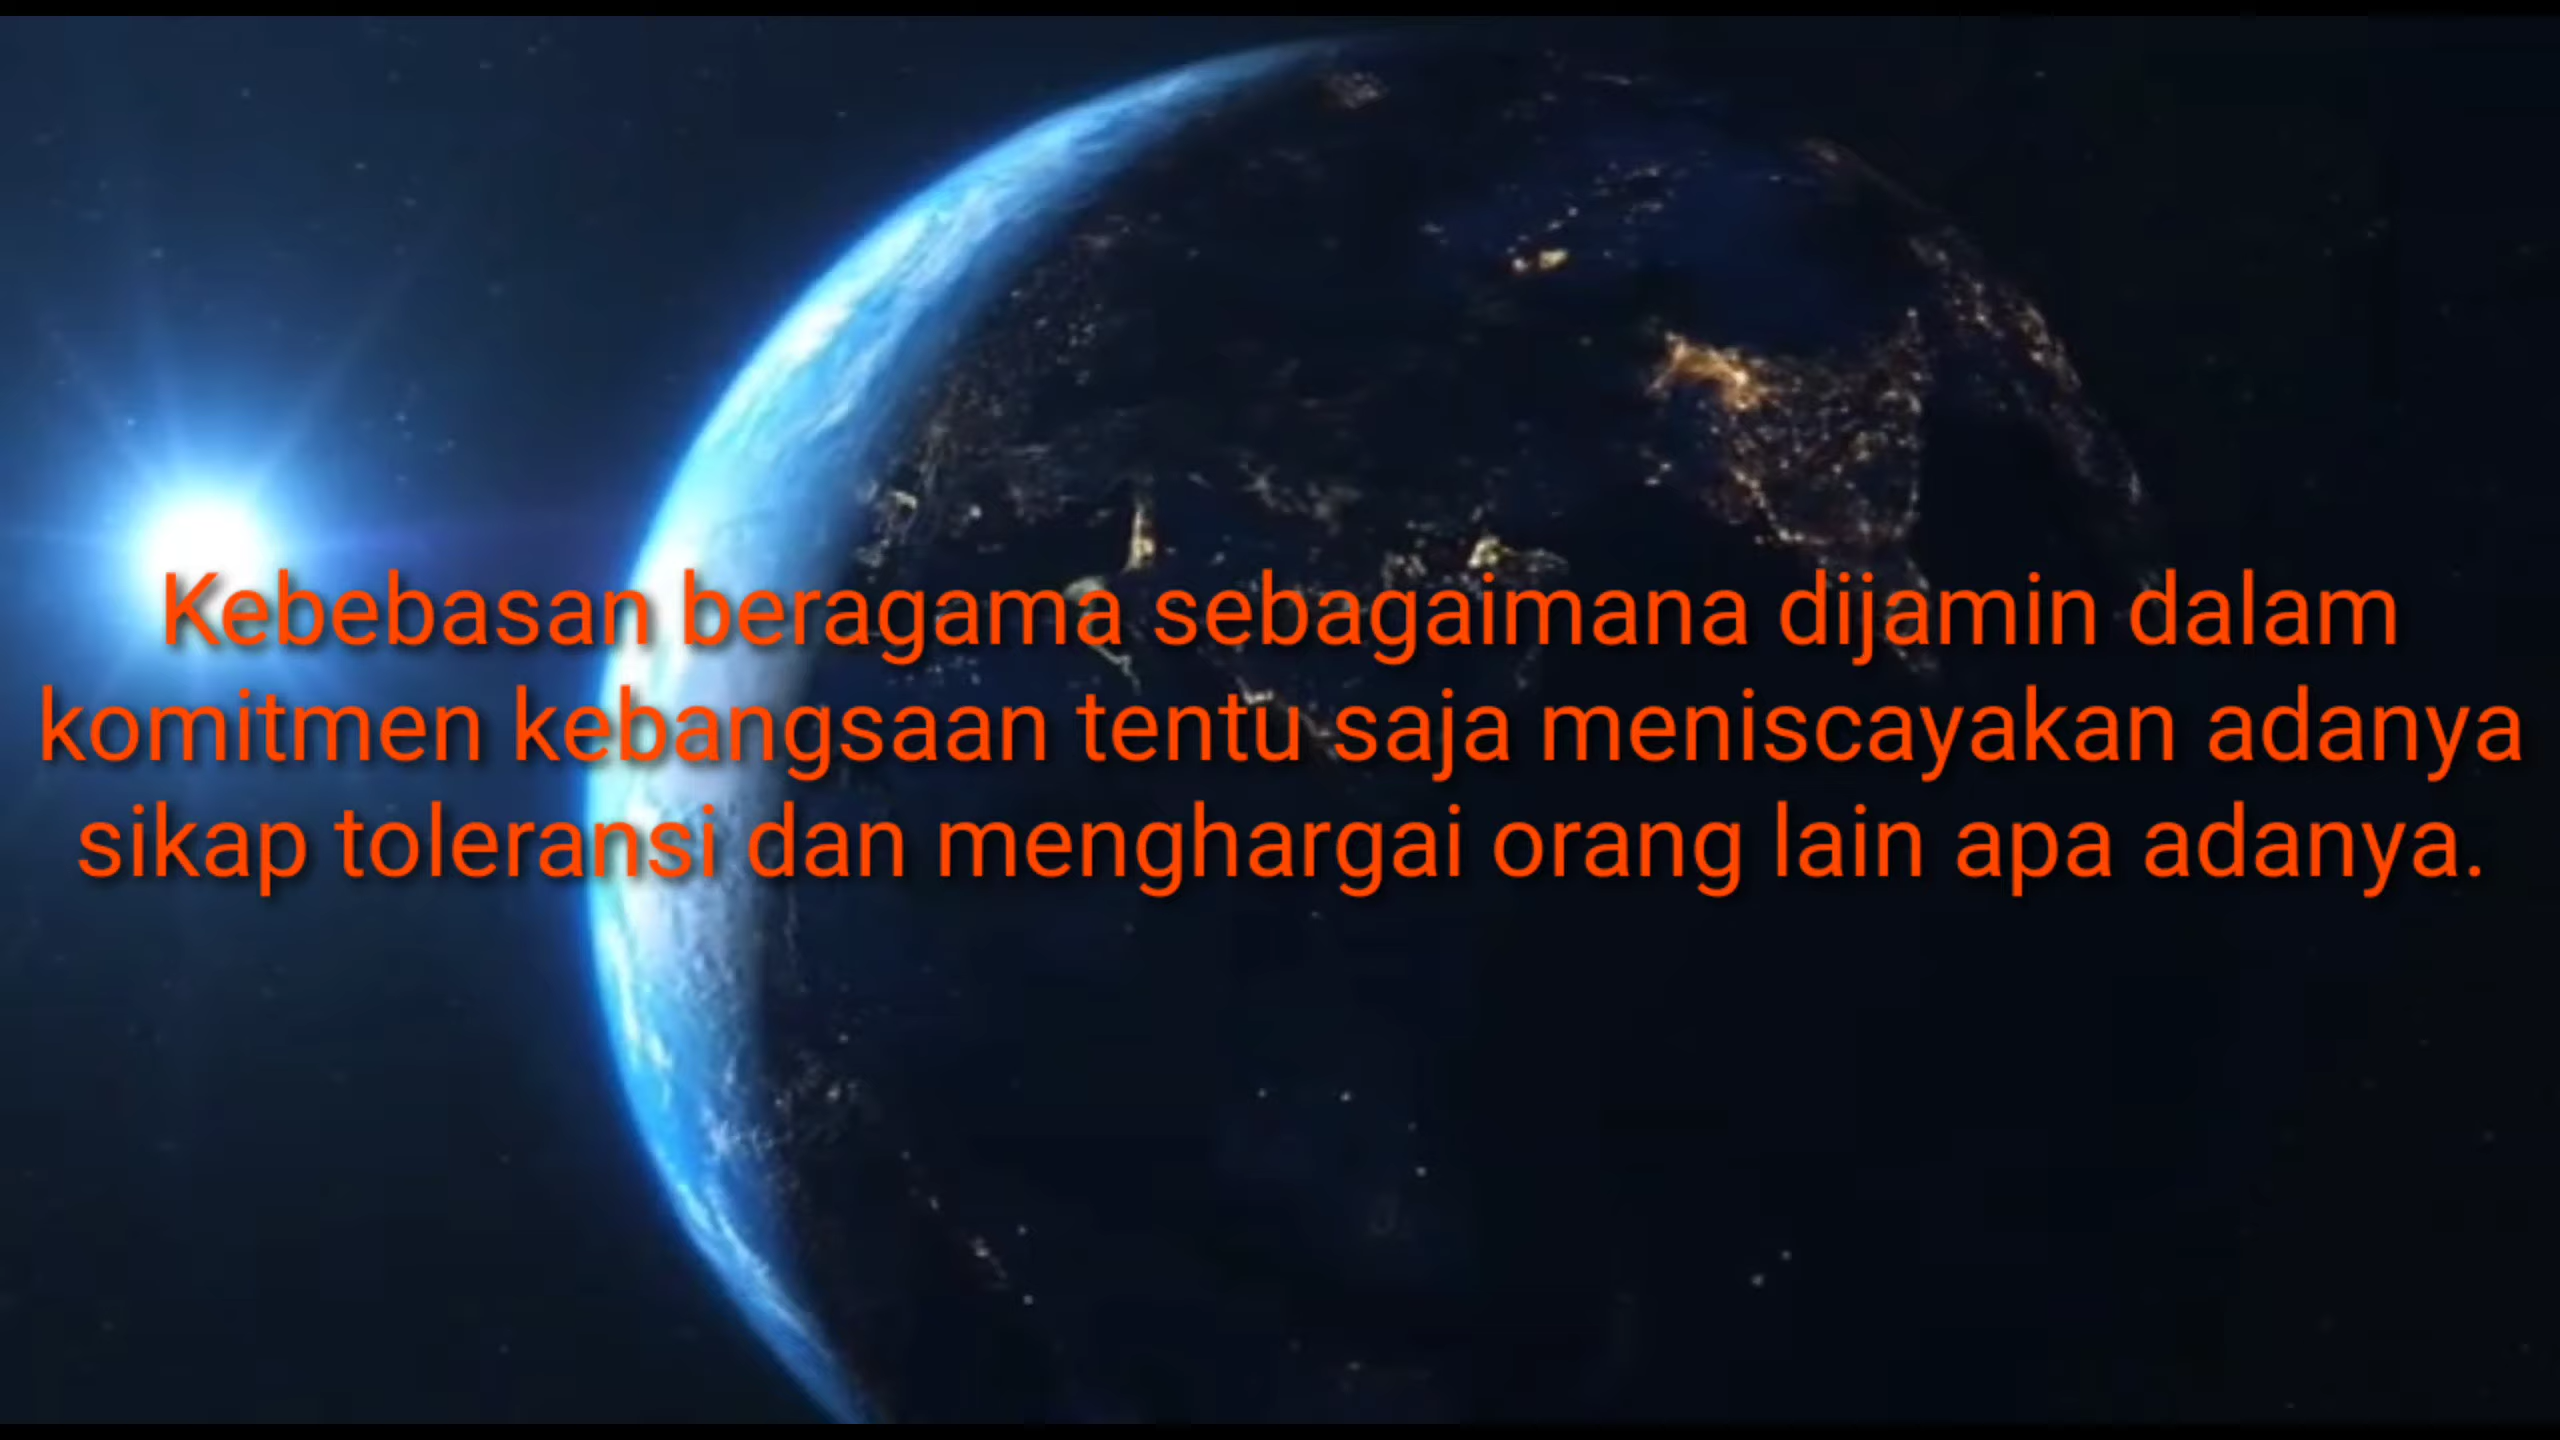 Kebebasan beragama sebagaimana dijamin dalam
komitmen kebangsaan tentu saja meniscayakan adanya
sikap toleransi dan menghargai orang lain apa adanya.